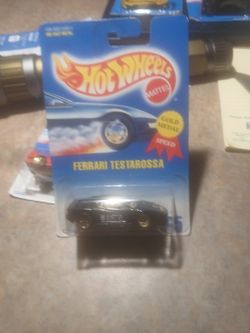 Hot Wheels
MATTEL
GOLD
MEDAL
SPEED
FERRARI TESTAROSSA